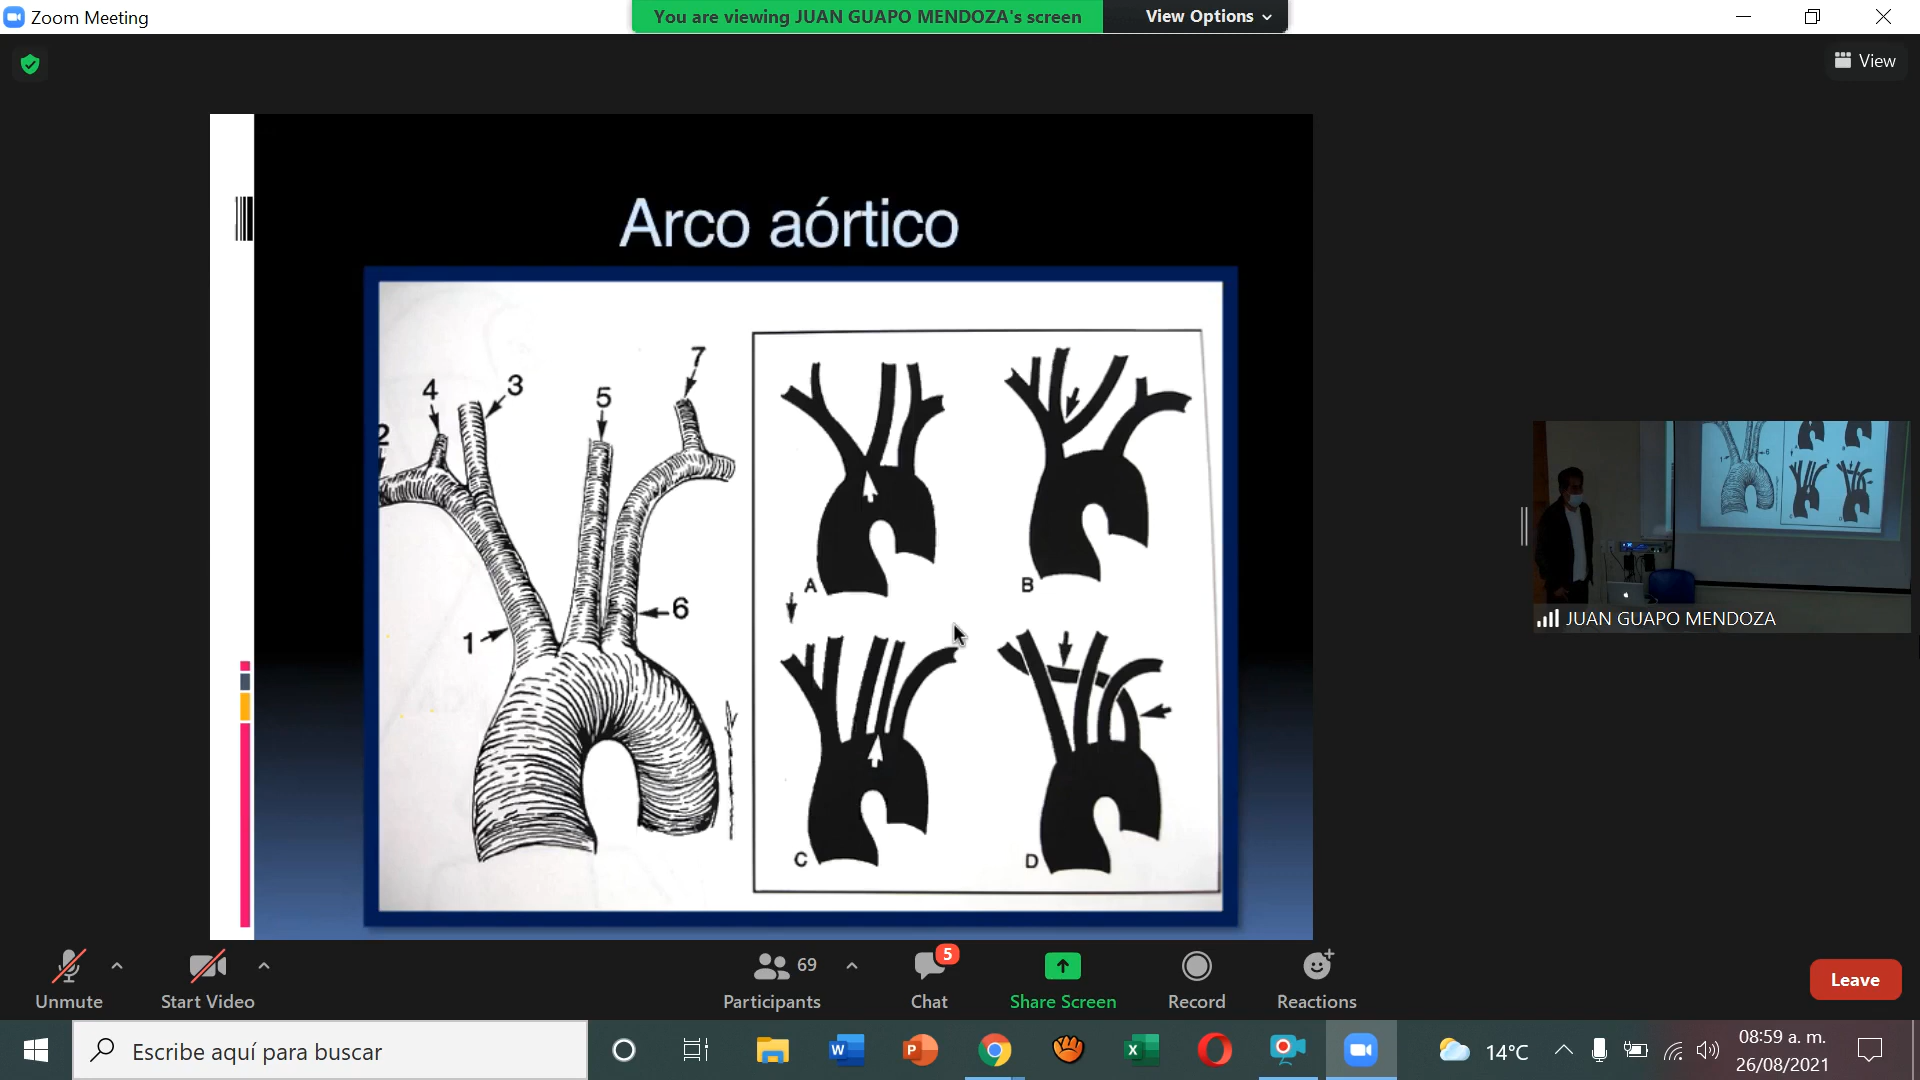 Zoom Meeting
You are viewing JUAN GUAPO MENDOZA's screen
View Options
View
Arco aórtico
4
3
5
7
2
1
6
A
B
C
D
JUAN GUAPO MENDOZA
Unmute
Start Video
69
Participants
5
Chat
Share Screen
Record
Reactions
Leave
Escribe aquí para buscar
14°C
08:59 a. m.
26/08/2021